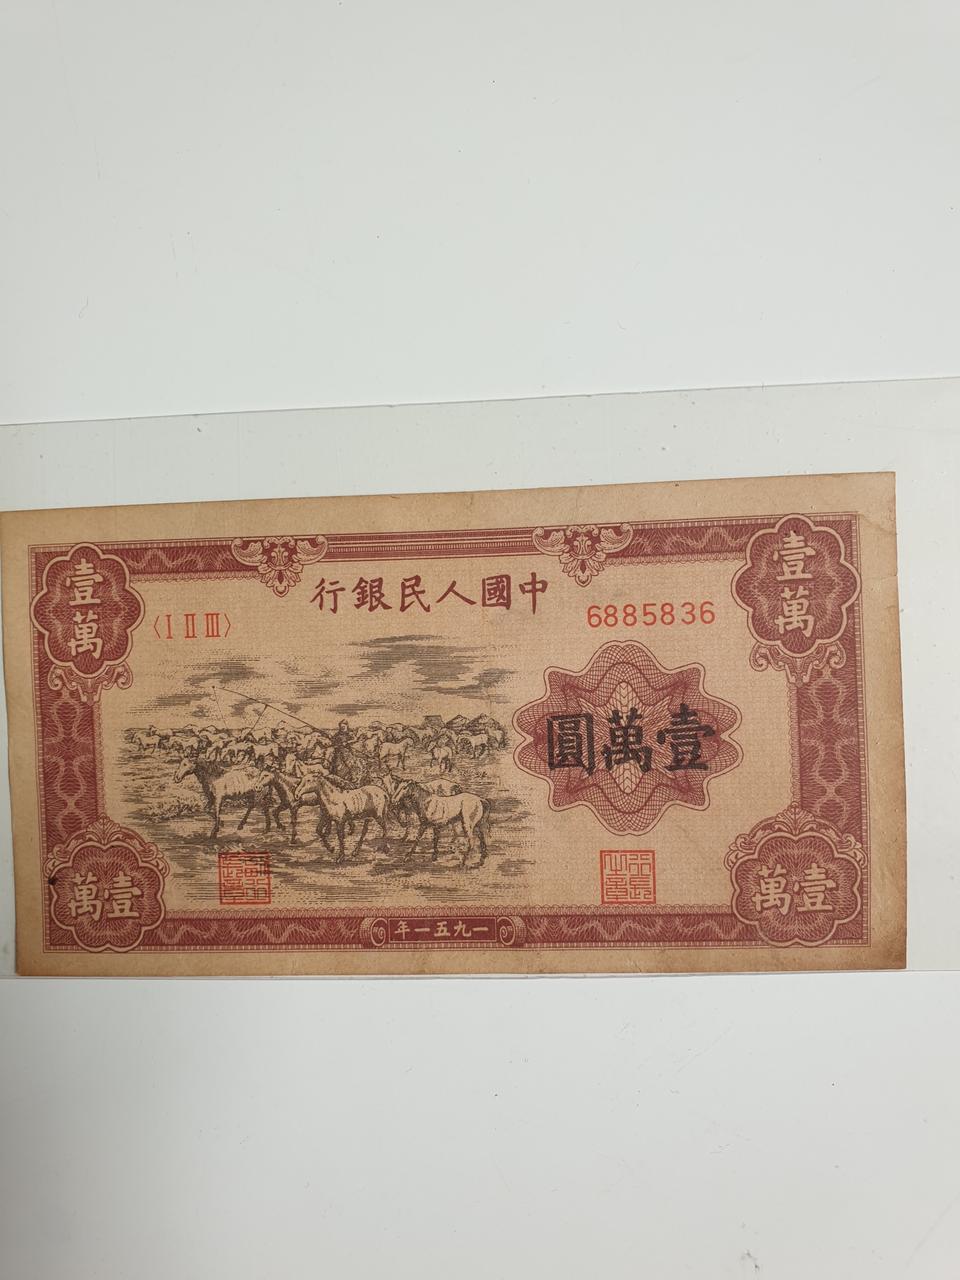 中國人民銀行
壹萬
壹萬
〈I II III〉
6885836
壹萬圓
壹萬
壹萬
一九五一年